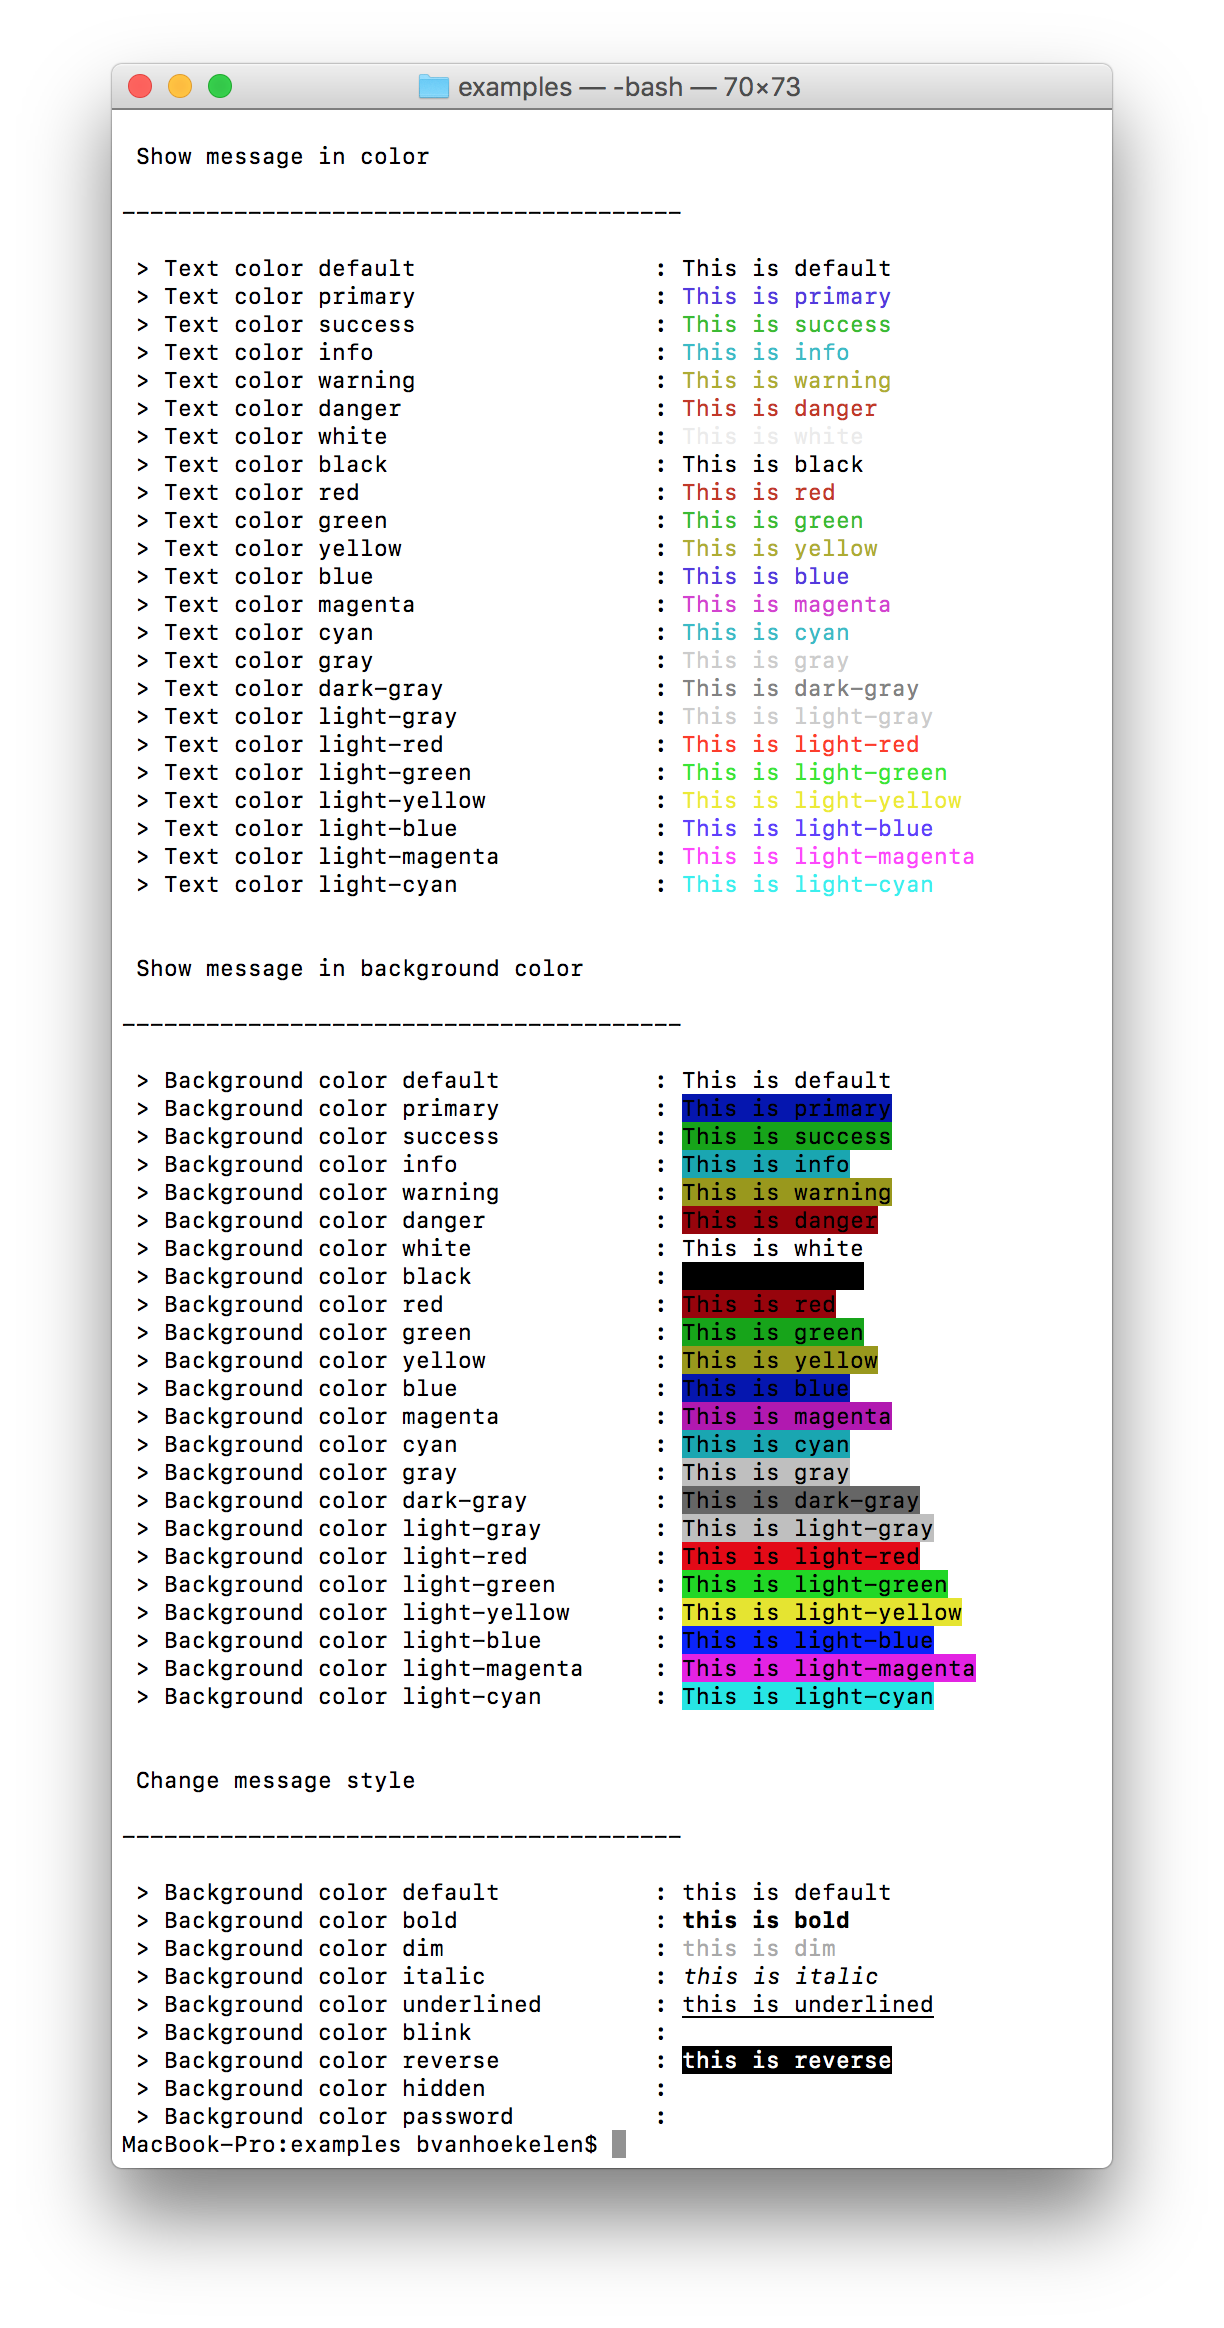 examples — -bash — 70×73
Show message in color
----------------------------------------
> Text color default : This is default
> Text color primary : This is primary
> Text color success : This is success
> Text color info : This is info
> Text color warning : This is warning
> Text color danger : This is danger
> Text color white : This is white
> Text color black : This is black
> Text color red : This is red
> Text color green : This is green
> Text color yellow : This is yellow
> Text color blue : This is blue
> Text color magenta : This is magenta
> Text color cyan : This is cyan
> Text color gray : This is gray
> Text color dark-gray : This is dark-gray
> Text color light-gray : This is light-gray
> Text color light-red : This is light-red
> Text color light-green : This is light-green
> Text color light-yellow : This is light-yellow
> Text color light-blue : This is light-blue
> Text color light-magenta : This is light-magenta
> Text color light-cyan : This is light-cyan
Show message in background color
----------------------------------------
> Background color default : This is default
> Background color primary : This is primary
> Background color success : This is success
> Background color info : This is info
> Background color warning : This is warning
> Background color danger : This is danger
> Background color white : This is white
> Background color black :
> Background color red : This is red
> Background color green : This is green
> Background color yellow : This is yellow
> Background color blue : This is blue
> Background color magenta : This is magenta
> Background color cyan : This is cyan
> Background color gray : This is gray
> Background color dark-gray : This is dark-gray
> Background color light-gray : This is light-gray
> Background color light-red : This is light-red
> Background color light-green : This is light-green
> Background color light-yellow : This is light-yellow
> Background color light-blue : This is light-blue
> Background color light-magenta : This is light-magenta
> Background color light-cyan : This is light-cyan
Change message style
----------------------------------------
> Background color default : this is default
> Background color bold : this is bold
> Background color dim : this is dim
> Background color italic : this is italic
> Background color underlined : this is underlined
> Background color blink :
> Background color reverse : this is reverse
> Background color hidden :
> Background color password :
MacBook-Pro:examples bvanhoekelen$